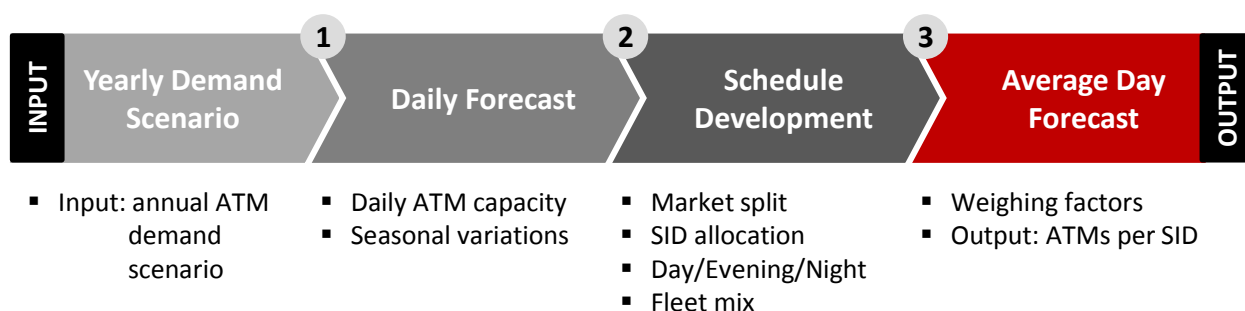 INPUT
Yearly Demand
Scenario
1
Daily Forecast
2
Schedule
Development
3
Average Day
Forecast
OUTPUT
▪ Input: annual ATM
demand
scenario
▪ Daily ATM capacity
▪ Seasonal variations
▪ Market split
▪ SID allocation
▪ Day/Evening/Night
▪ Fleet mix
▪ Weighing factors
▪ Output: ATMs per SID